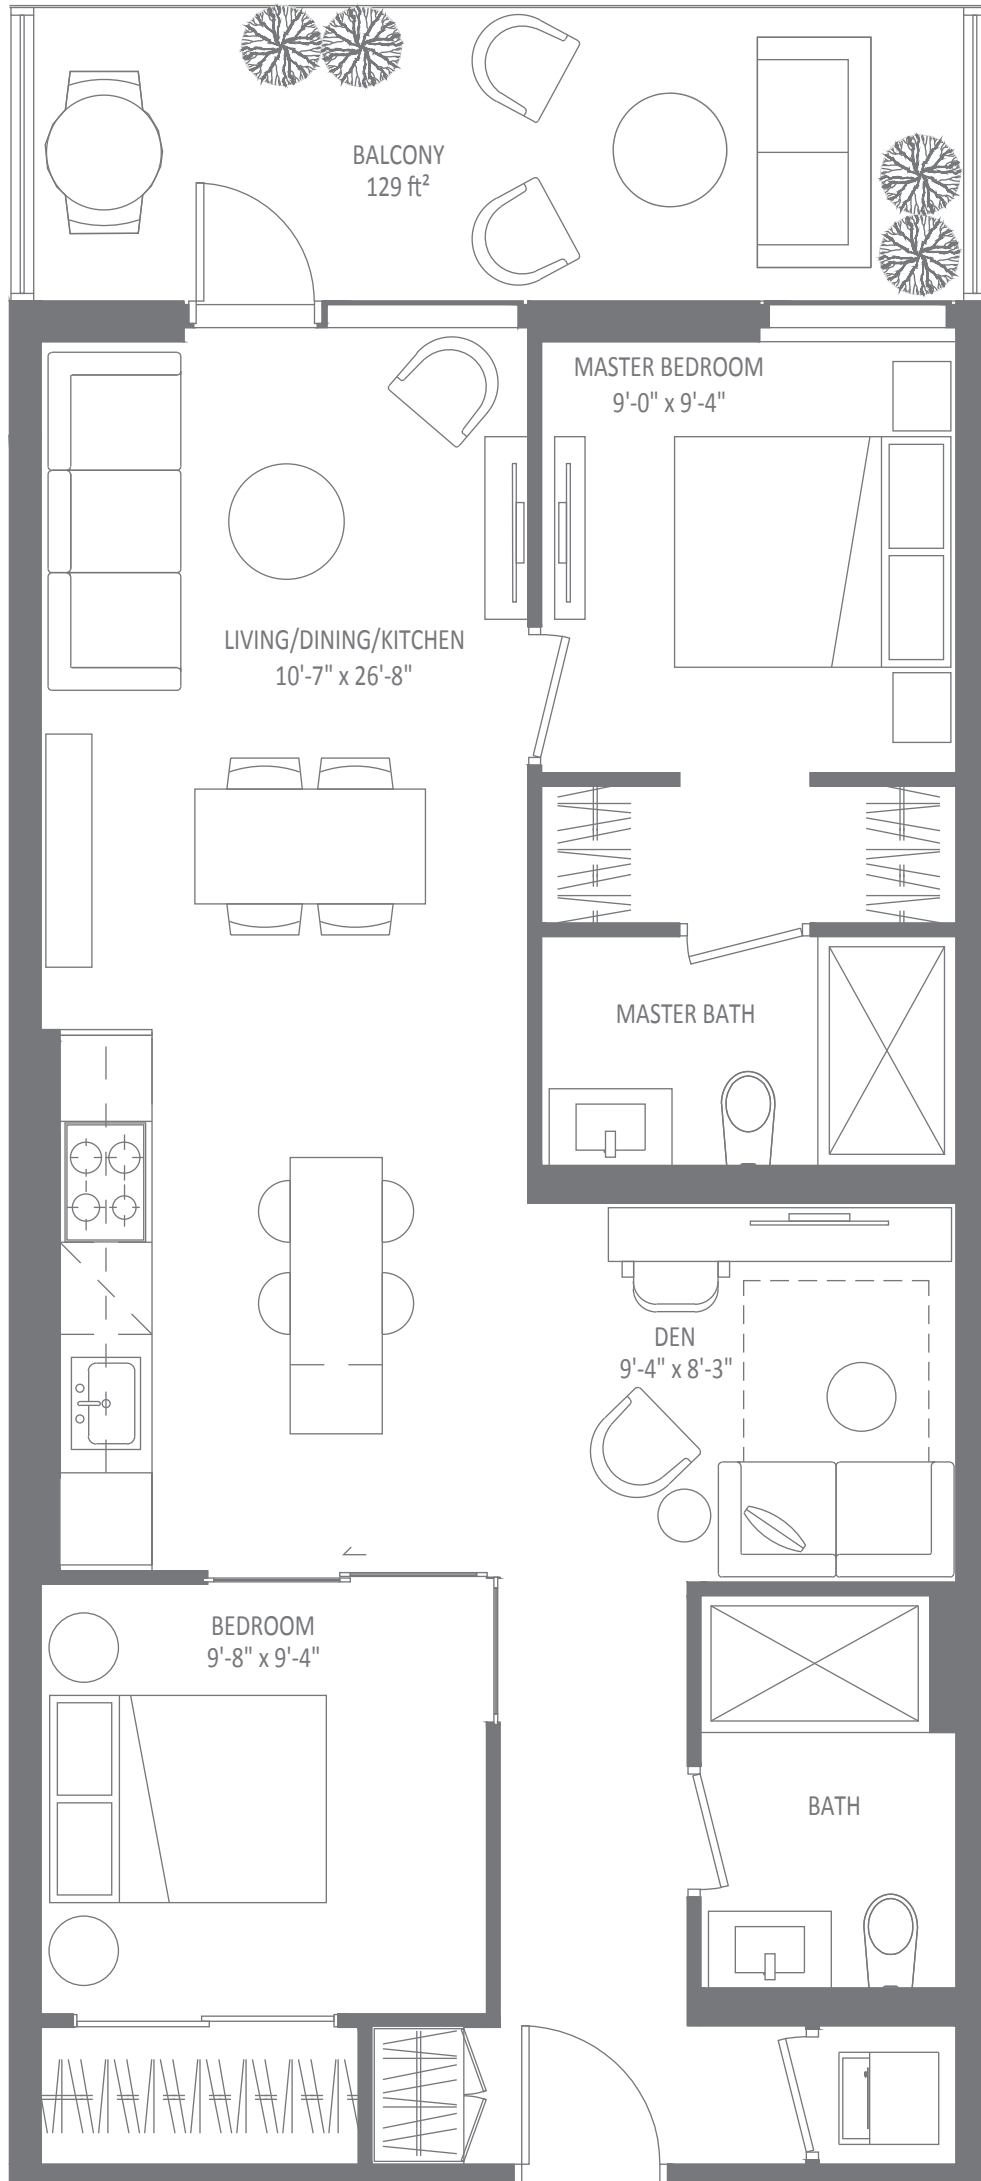 BALCONY
129 ft²
MASTER BEDROOM
9'-0" x 9'-4"
LIVING/DINING/KITCHEN
10'-7" x 26'-8"
MASTER BATH
DEN
9'-4" x 8'-3"
BEDROOM
9'-8" x 9'-4"
BATH